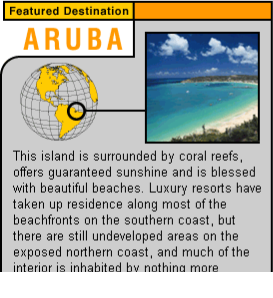 Featured Destination
ARUBA
This island is surrounded by coral reefs,
offers guaranteed sunshine and is blessed
with beautiful beaches. Luxury resorts have
taken up residence along most of the
beachfronts on the southern coast, but
there are still undeveloped areas on the
exposed northern coast, and much of the
interior is inhabited by nothing more